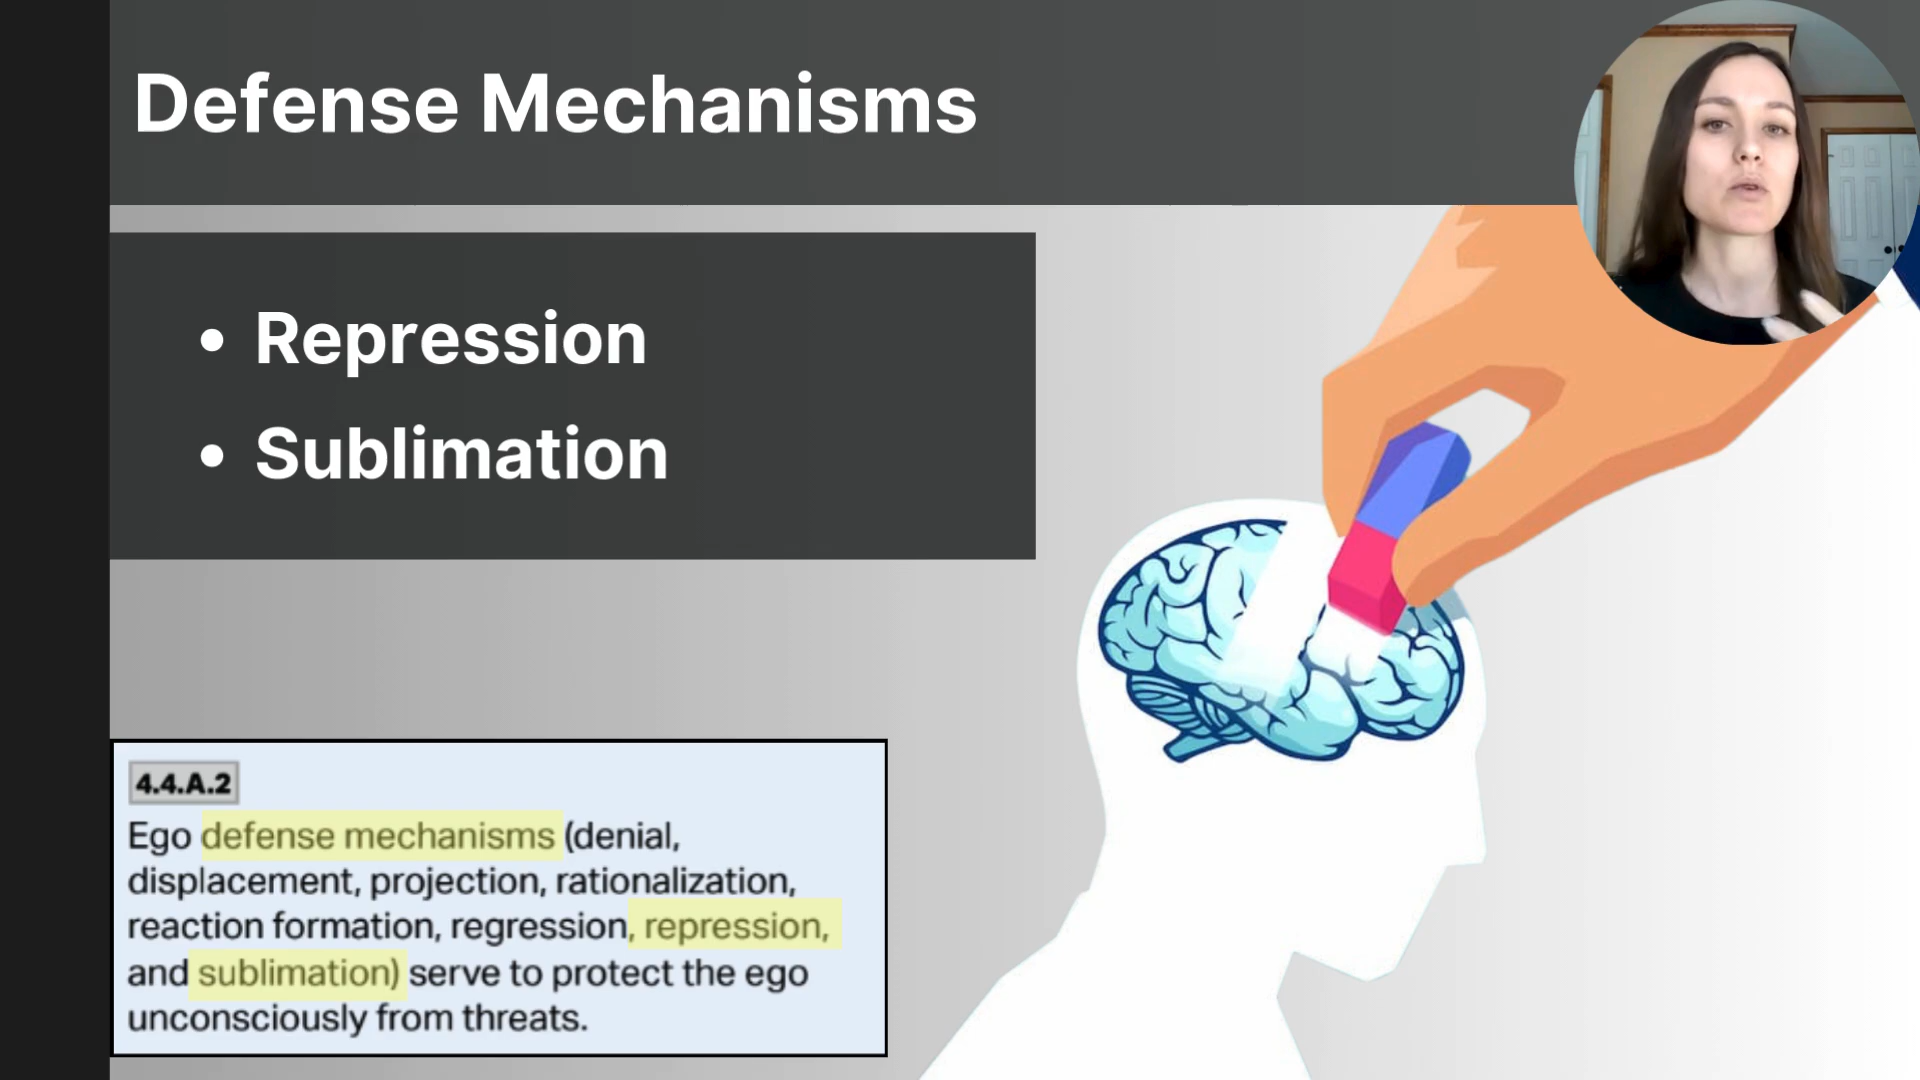 Defense Mechanisms
• Repression
• Sublimation
4.4.A.2
Ego defense mechanisms (denial,
displacement, projection, rationalization,
reaction formation, regression, repression,
and sublimation) serve to protect the ego
unconsciously from threats.